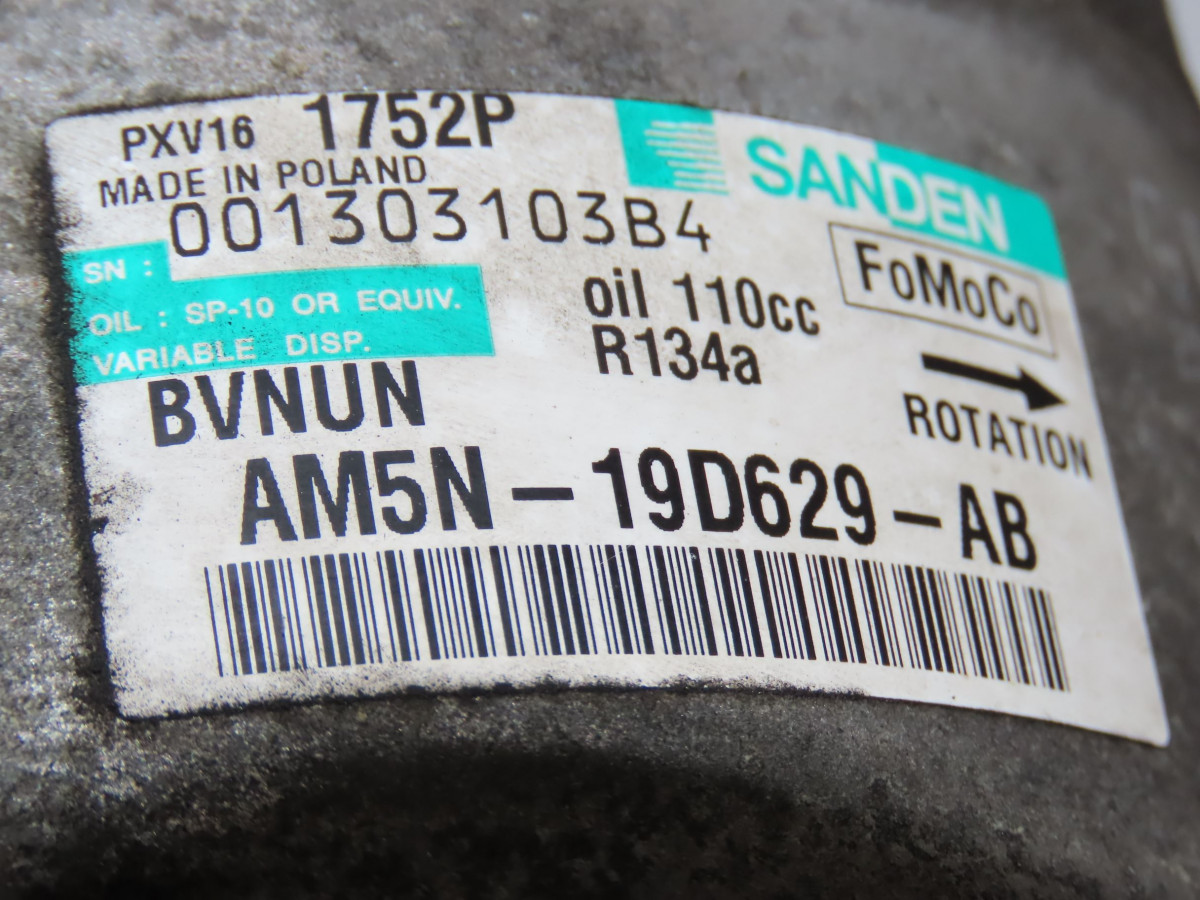 PXV16 1752P
SANDEN
MADE IN POLAND
001303103B4
SN :
FoMoCo
OIL : SP-10 OR EQUIV.
oil 110cc
VARIABLE DISP.
R134a
BVNUN
ROTATION
AM5N-19D629-AB